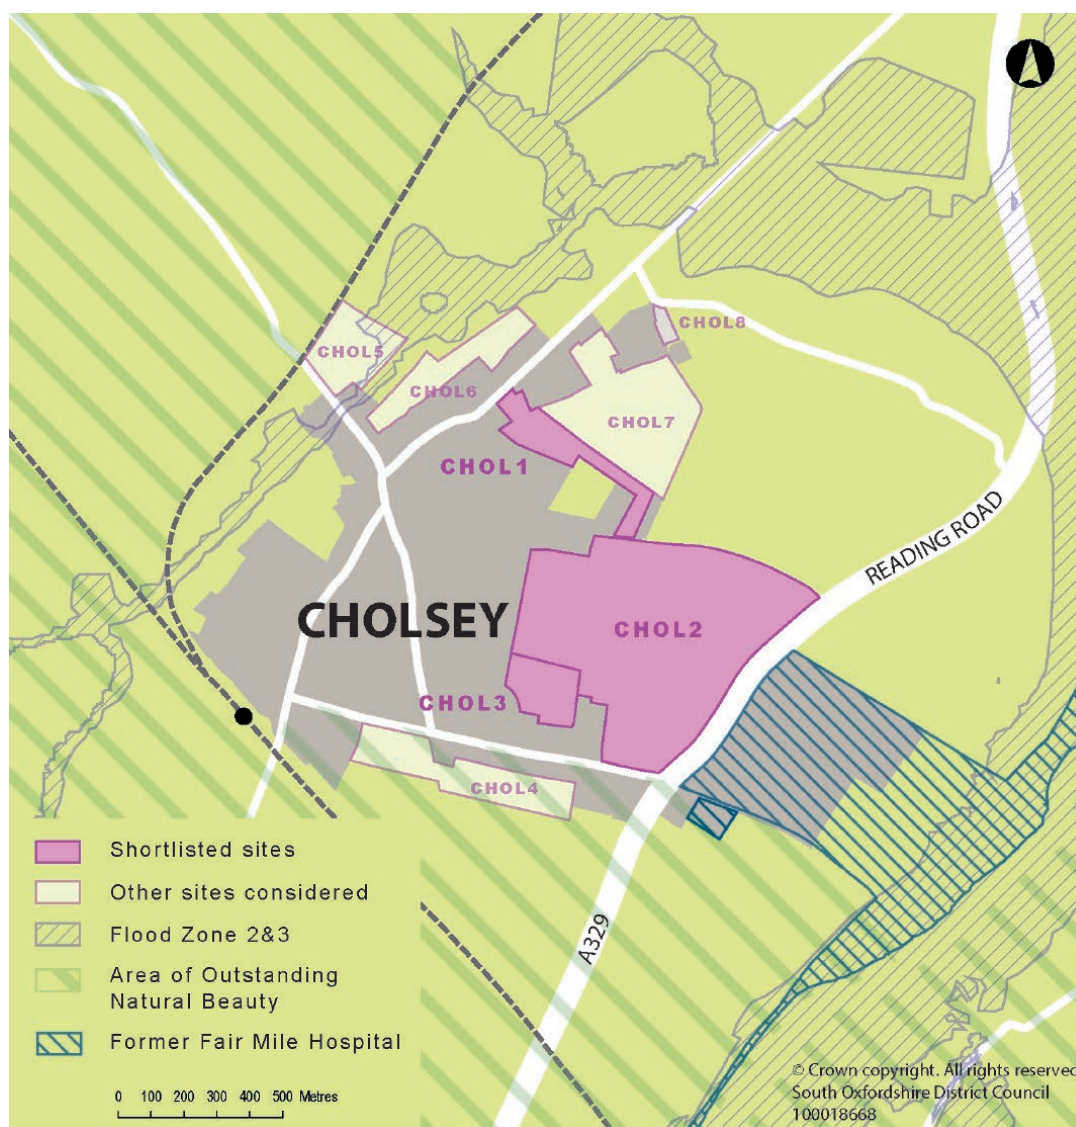 CHOL5
CHOL6
CHOL8
CHOL7
CHOL1
READING ROAD
CHOLSEY
CHOL2
CHOL3
CHOL4
A329
Shortlisted sites
Other sites considered
Flood Zone 2&3
Area of Outstanding
Natural Beauty
Former Fair Mile Hospital
0 100 200 300 400 500 Metres
© Crown copyright. All rights reserved
South Oxfordshire District Council
100018668